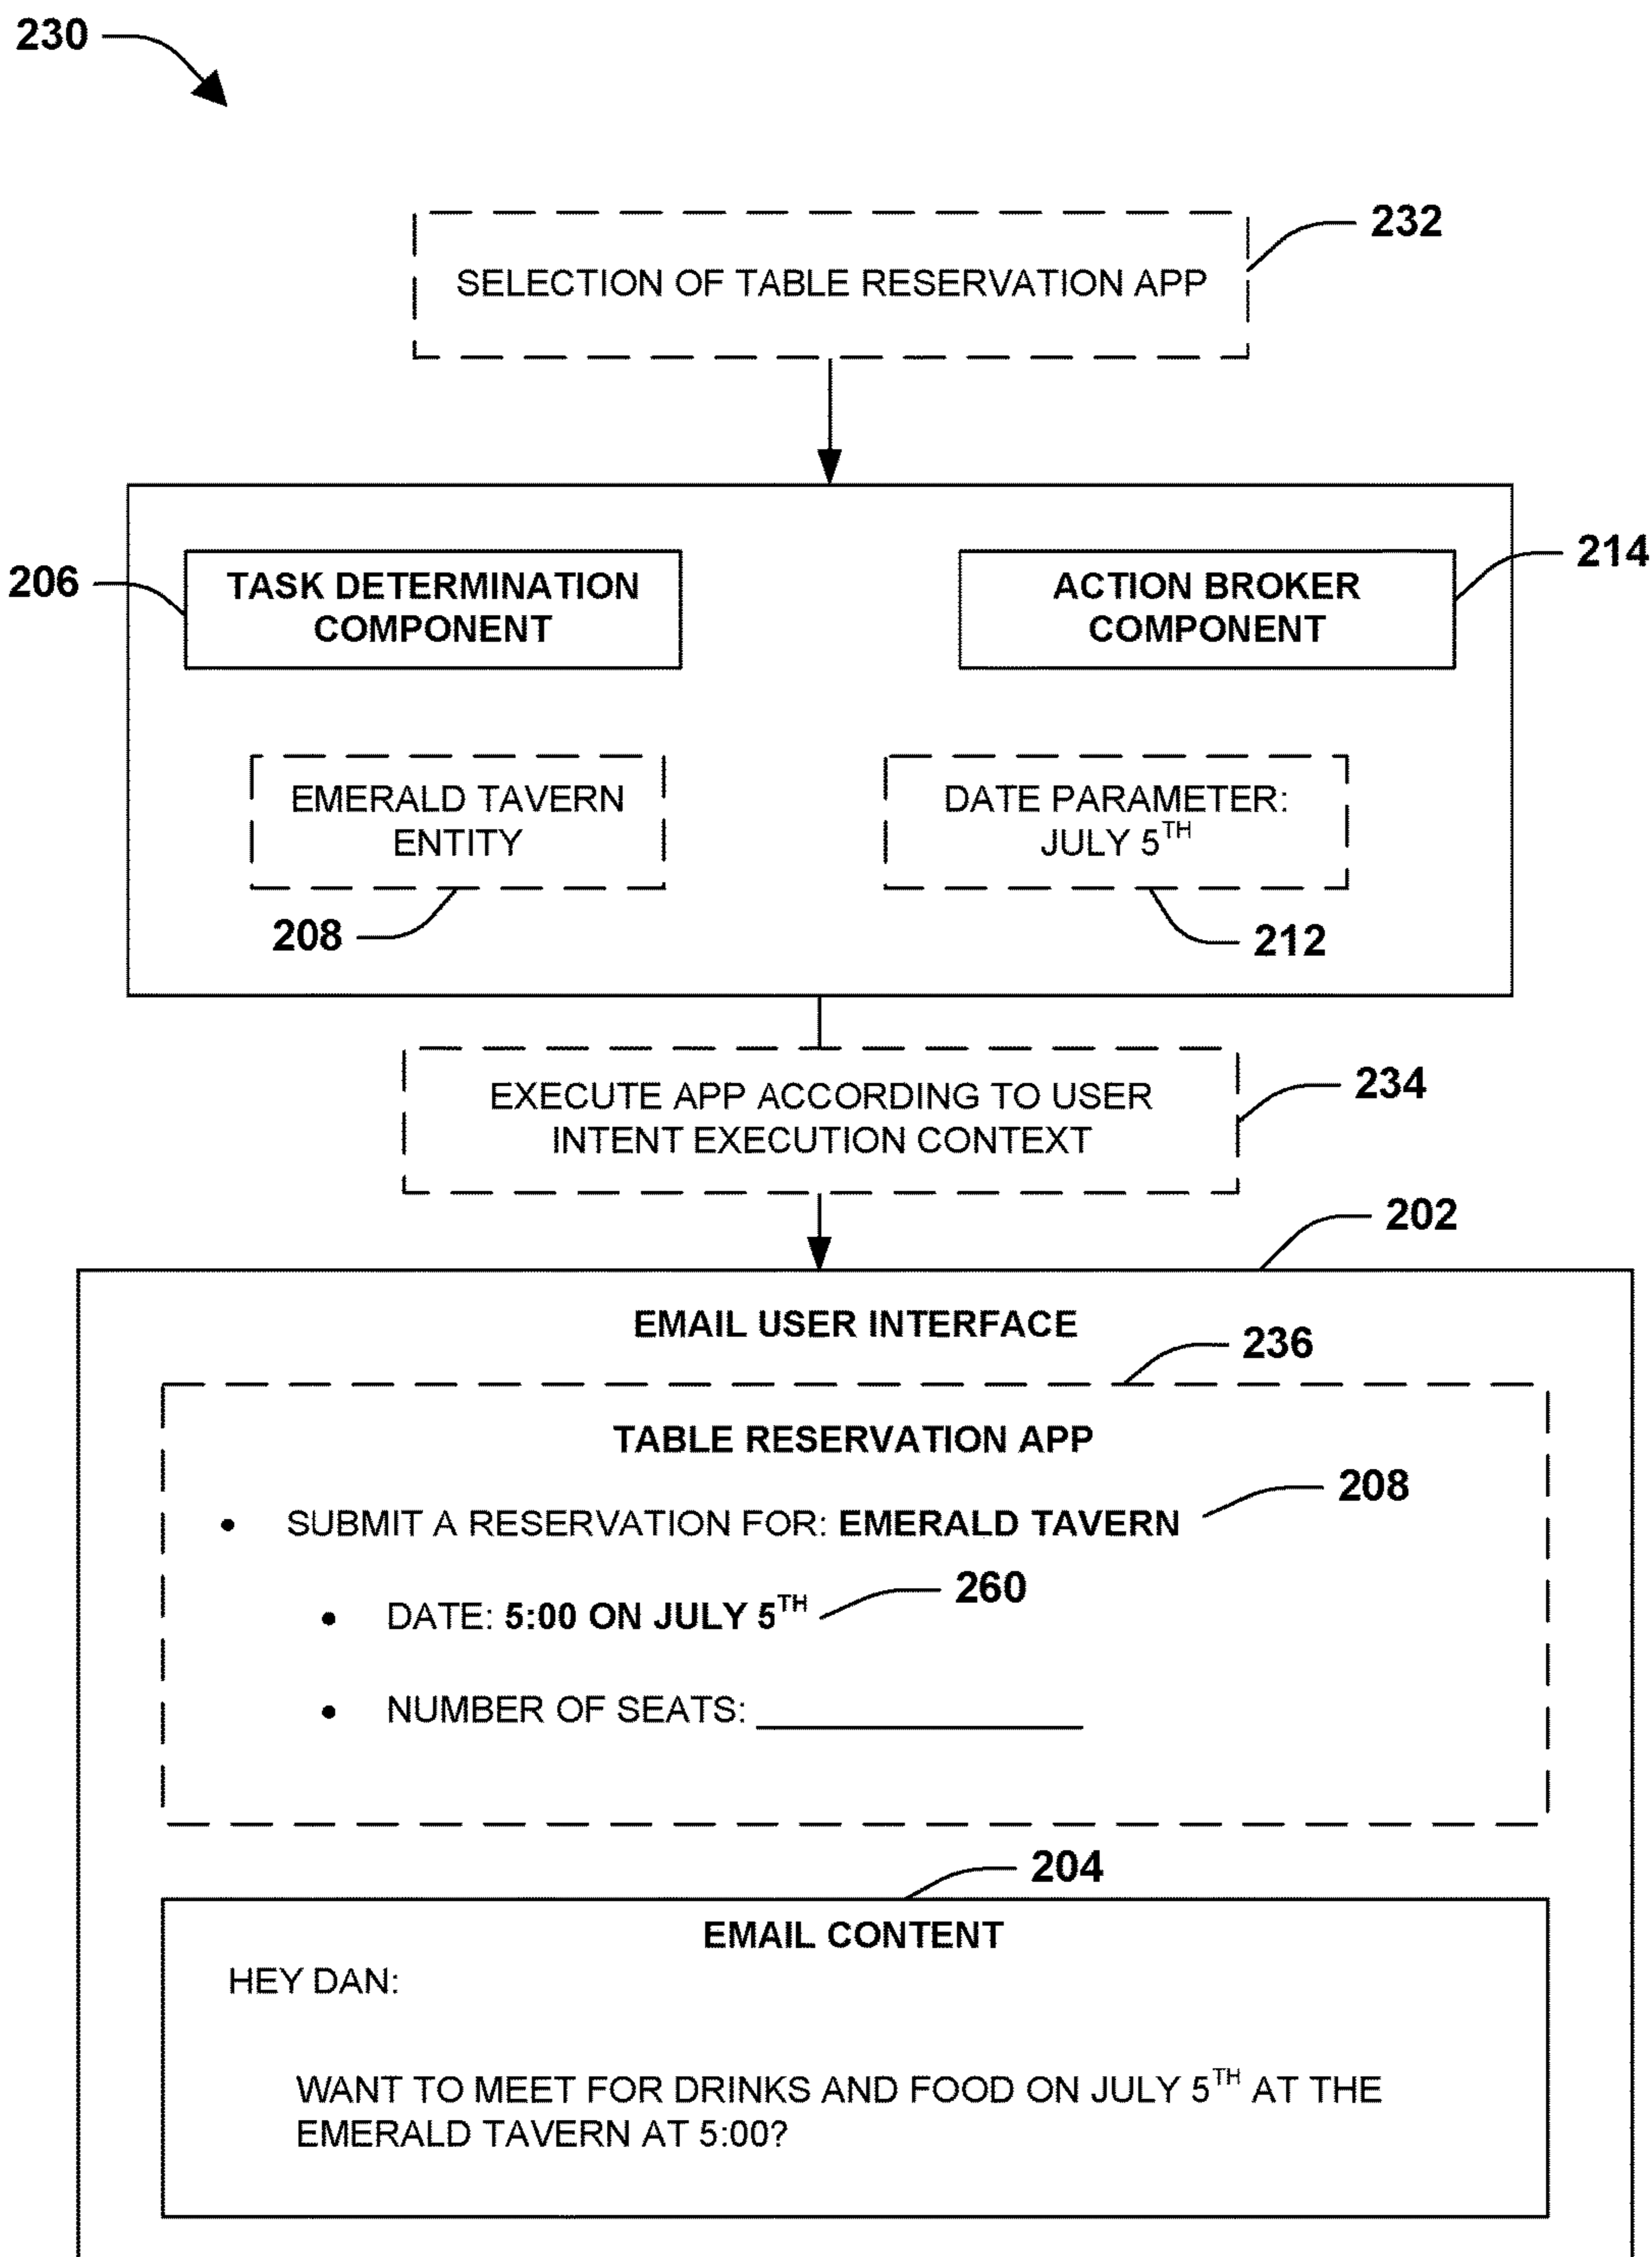 230
232
SELECTION OF TABLE RESERVATION APP
214
206
TASK DETERMINATION
COMPONENT
ACTION BROKER
COMPONENT
EMERALD TAVERN
ENTITY
DATE PARAMETER:
JULY 5TH
208
212
EXECUTE APP ACCORDING TO USER
INTENT EXECUTION CONTEXT
234
202
EMAIL USER INTERFACE
236
TABLE RESERVATION APP
208
• SUBMIT A RESERVATION FOR: EMERALD TAVERN
260
• DATE: 5:00 ON JULY 5TH
• NUMBER OF SEATS: ____________
204
EMAIL CONTENT
HEY DAN:
WANT TO MEET FOR DRINKS AND FOOD ON JULY 5TH AT THE
EMERALD TAVERN AT 5:00?